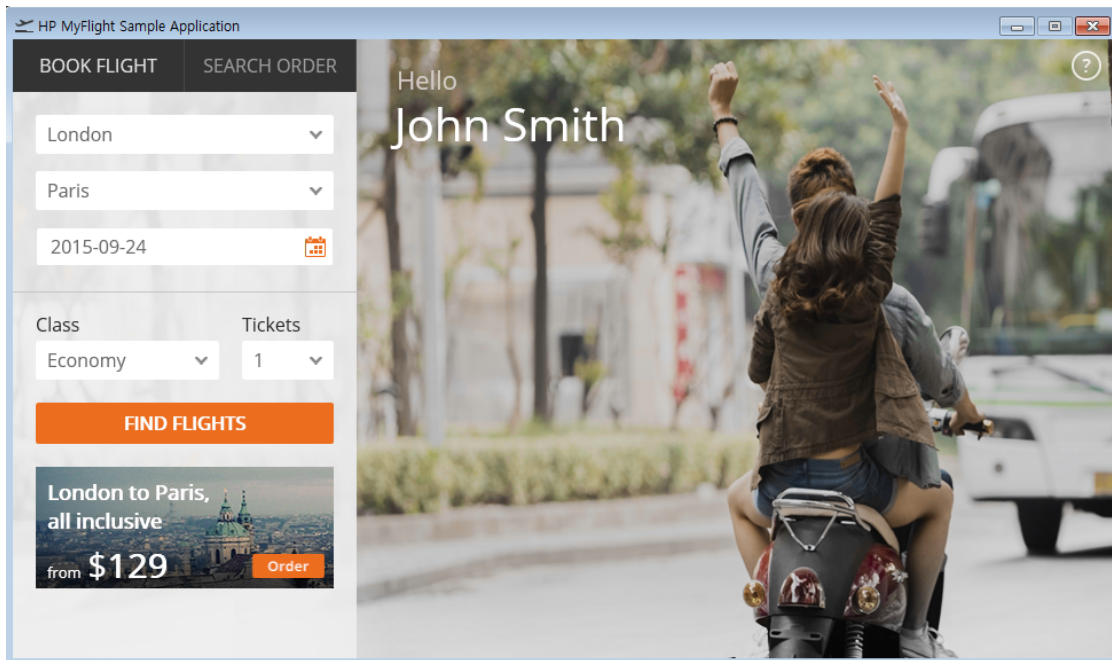 HP MyFlight Sample Application
BOOK FLIGHT
SEARCH ORDER
London
Paris
2015-09-24
Class
Tickets
Economy
1
FIND FLIGHTS
London to Paris,
all inclusive
from $129
Order
Hello
John Smith
?